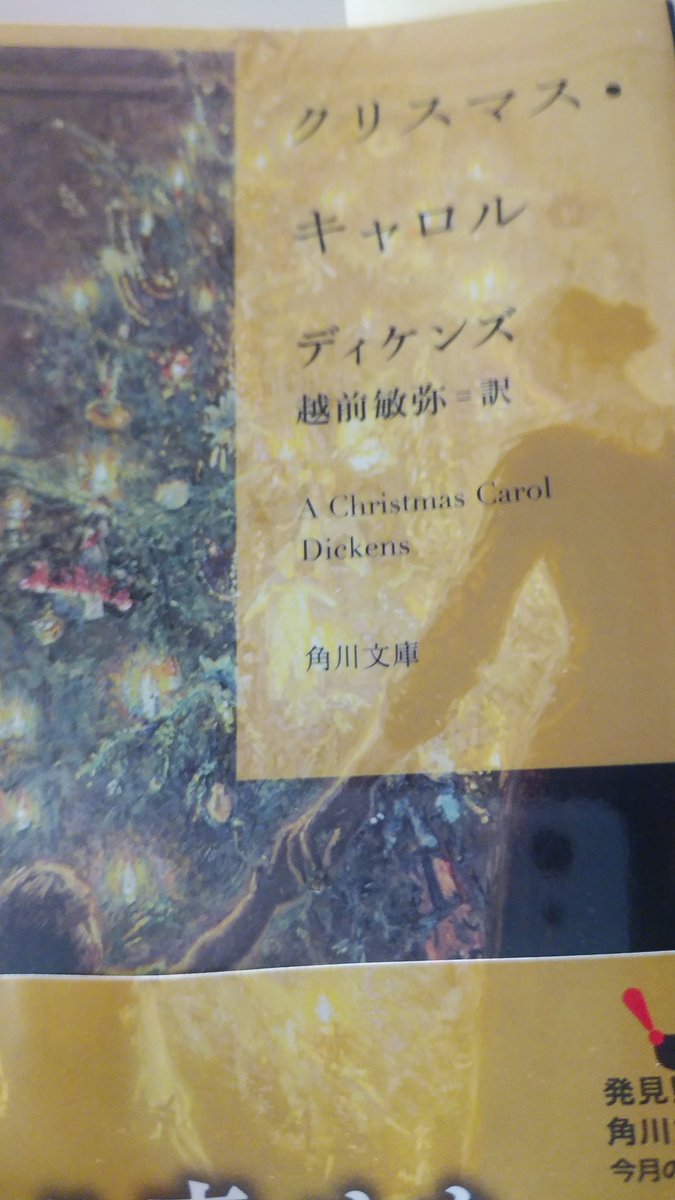 クリスマス・
キャロル
ディケンズ
越前敏弥＝訳
A Christmas Carol
Dickens
角川文庫
発見！
角川
今月の